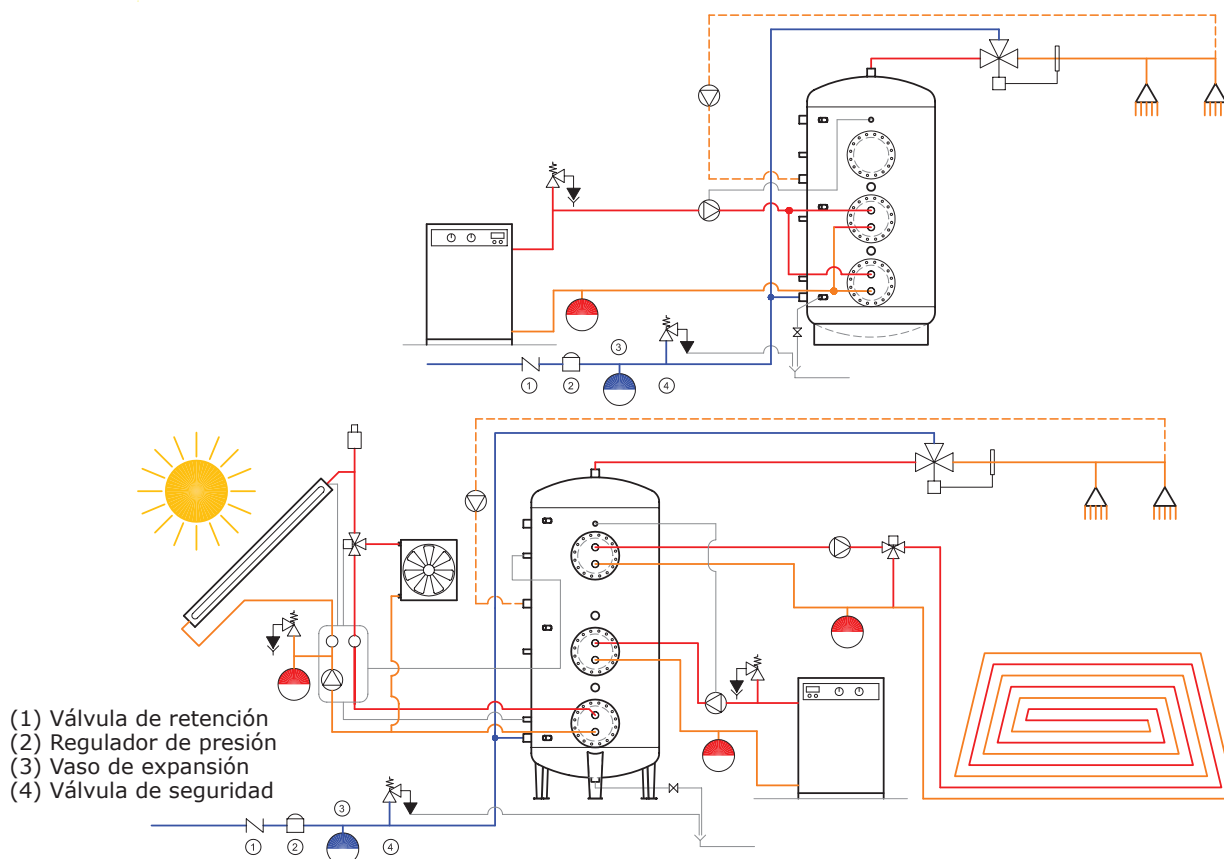 1
2
3
4
(1) Válvula de retención
(2) Regulador de presión
(3) Vaso de expansión
(4) Válvula de seguridad
1
2
3
4